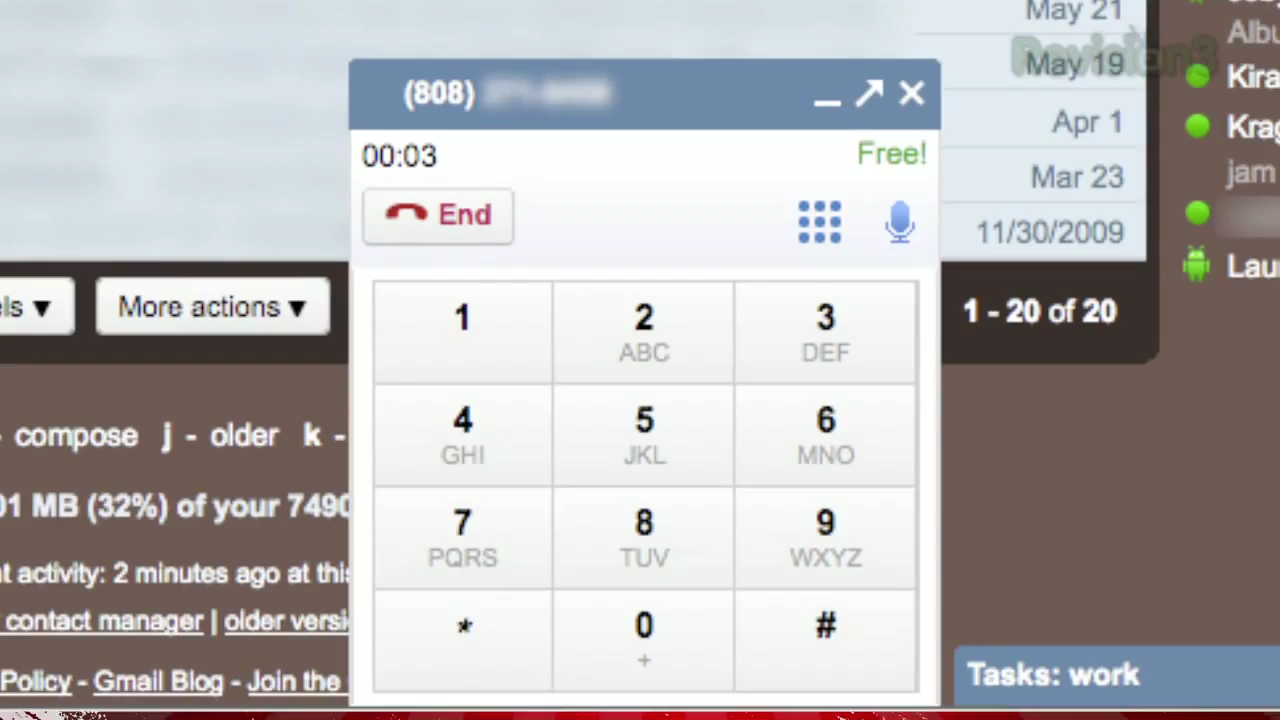 May 21
Albu
Revision3
May 19
Kira
(808)
Apr 1
Krag
00:03
Free!
Mar 23
jam
End
11/30/2009
Lau
els ▼
More actions ▼
1 - 20 of 20
1
2
ABC
3
DEF
- compose j - older k -
4
GHI
5
JKL
6
MNO
01 MB (32%) of your 7490
7
PQRS
8
TUV
9
WXYZ
t activity: 2 minutes ago at this
contact manager | older versi
*
0
+
#
Policy - Gmail Blog - Join the
Tasks: work